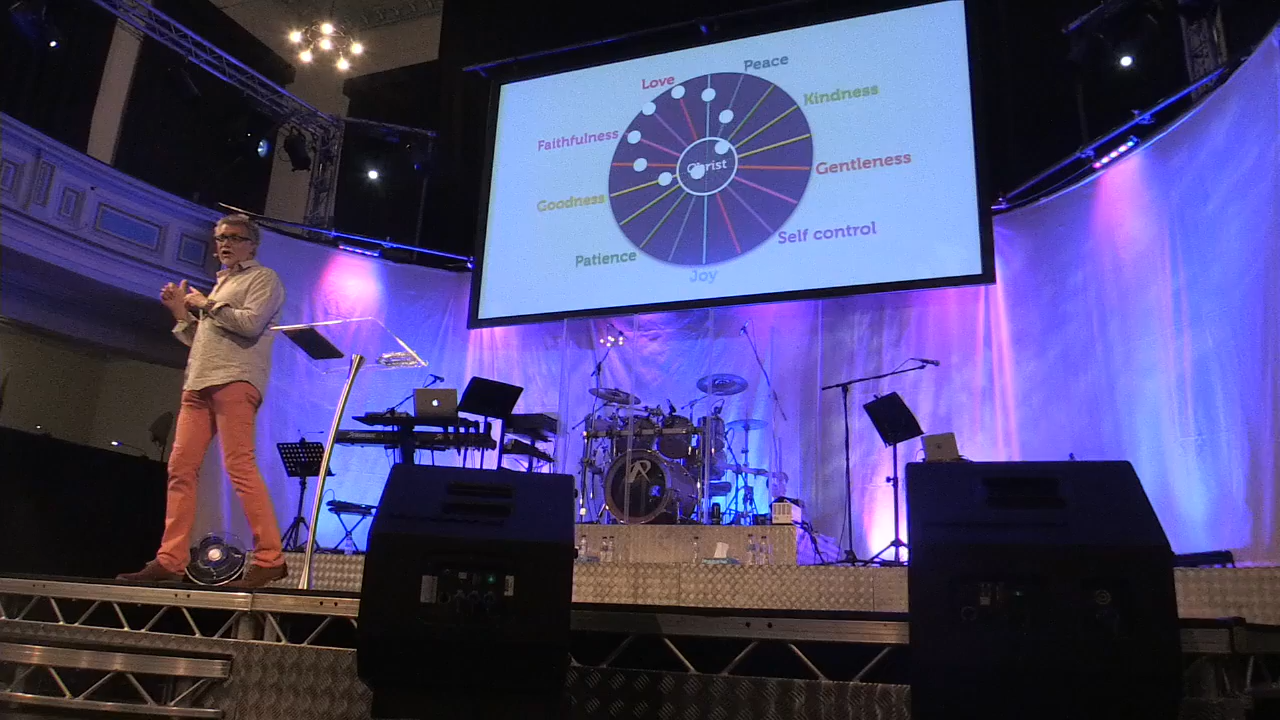 Peace
Love
Kindness
Faithfulness
Christ
Gentleness
Goodness
Self control
Patience
Joy